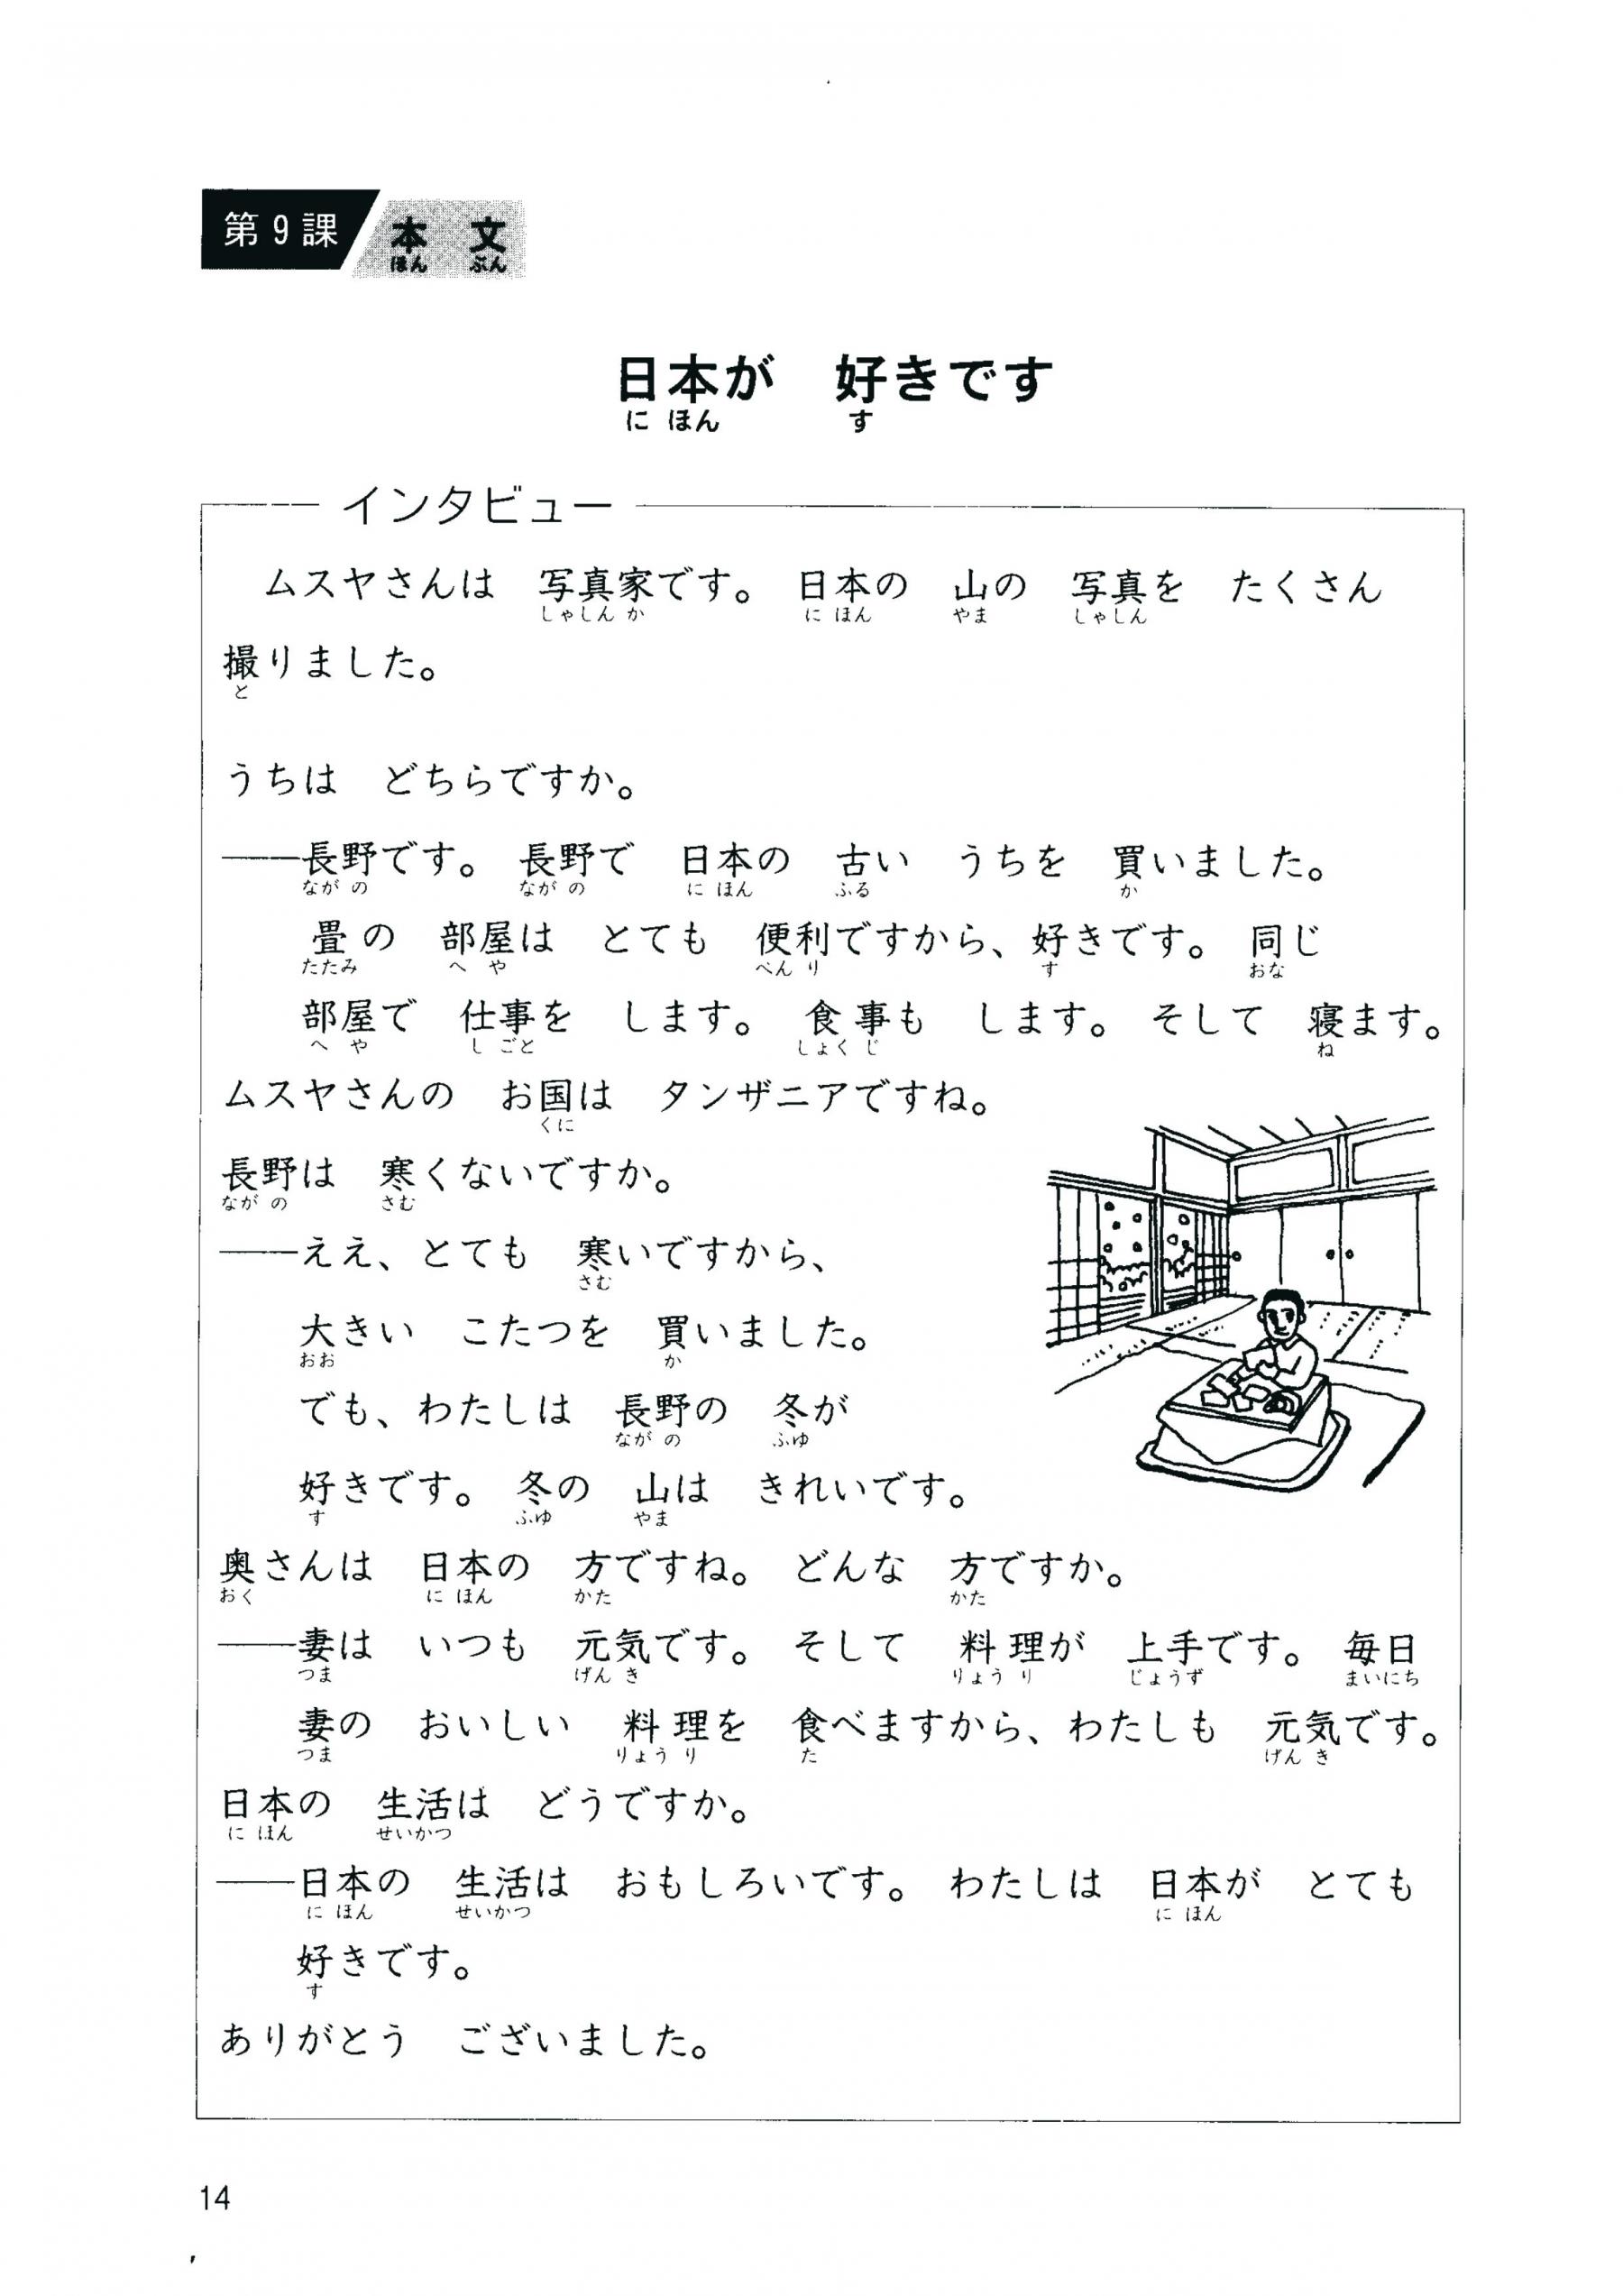 第9課 本文
ほん ぶん
日本が 好きです
に ほん す
インタビュー
ムスヤさんは 写真家です。 日本の 山の 写真を たくさん
しゃしん か に ほん やま しゃしん
撮りました。
と
うちは どちらですか。
──長野です。 長野で 日本の 古い うちを 買いました。
なが の なが の に ほん ふる か
畳の 部屋は とても 便利ですから、好きです。 同じ
たたみ へ や べん り す おな
部屋で 仕事を します。 食事も します。 そして 寝ます。
へ や し ごと しょく じ ね
ムスヤさんの お国は タンザニアですね。
くに
長野は 寒くないですか。
なが の さむ
──ええ、とても 寒いですから、
さむ
大きい こたつを 買いました。
おお か
でも、わたしは 長野の 冬が
なが の ふゆ
好きです。 冬の 山は きれいです。
す ふゆ やま
奥さんは 日本の 方ですね。 どんな 方ですか。
おく に ほん かた かた
──妻は いつも 元気です。 そして 料理が 上手です。 毎日
つま げん き りょう り じょうず まいにち
妻の おいしい 料理を 食べますから、わたしも 元気です。
つま りょう り た げん き
日本の 生活は どうですか。
に ほん せいかつ
──日本の 生活は おもしろいです。 わたしは 日本が とても
に ほん せいかつ に ほん
好きです。
す
ありがとう ございました。
14